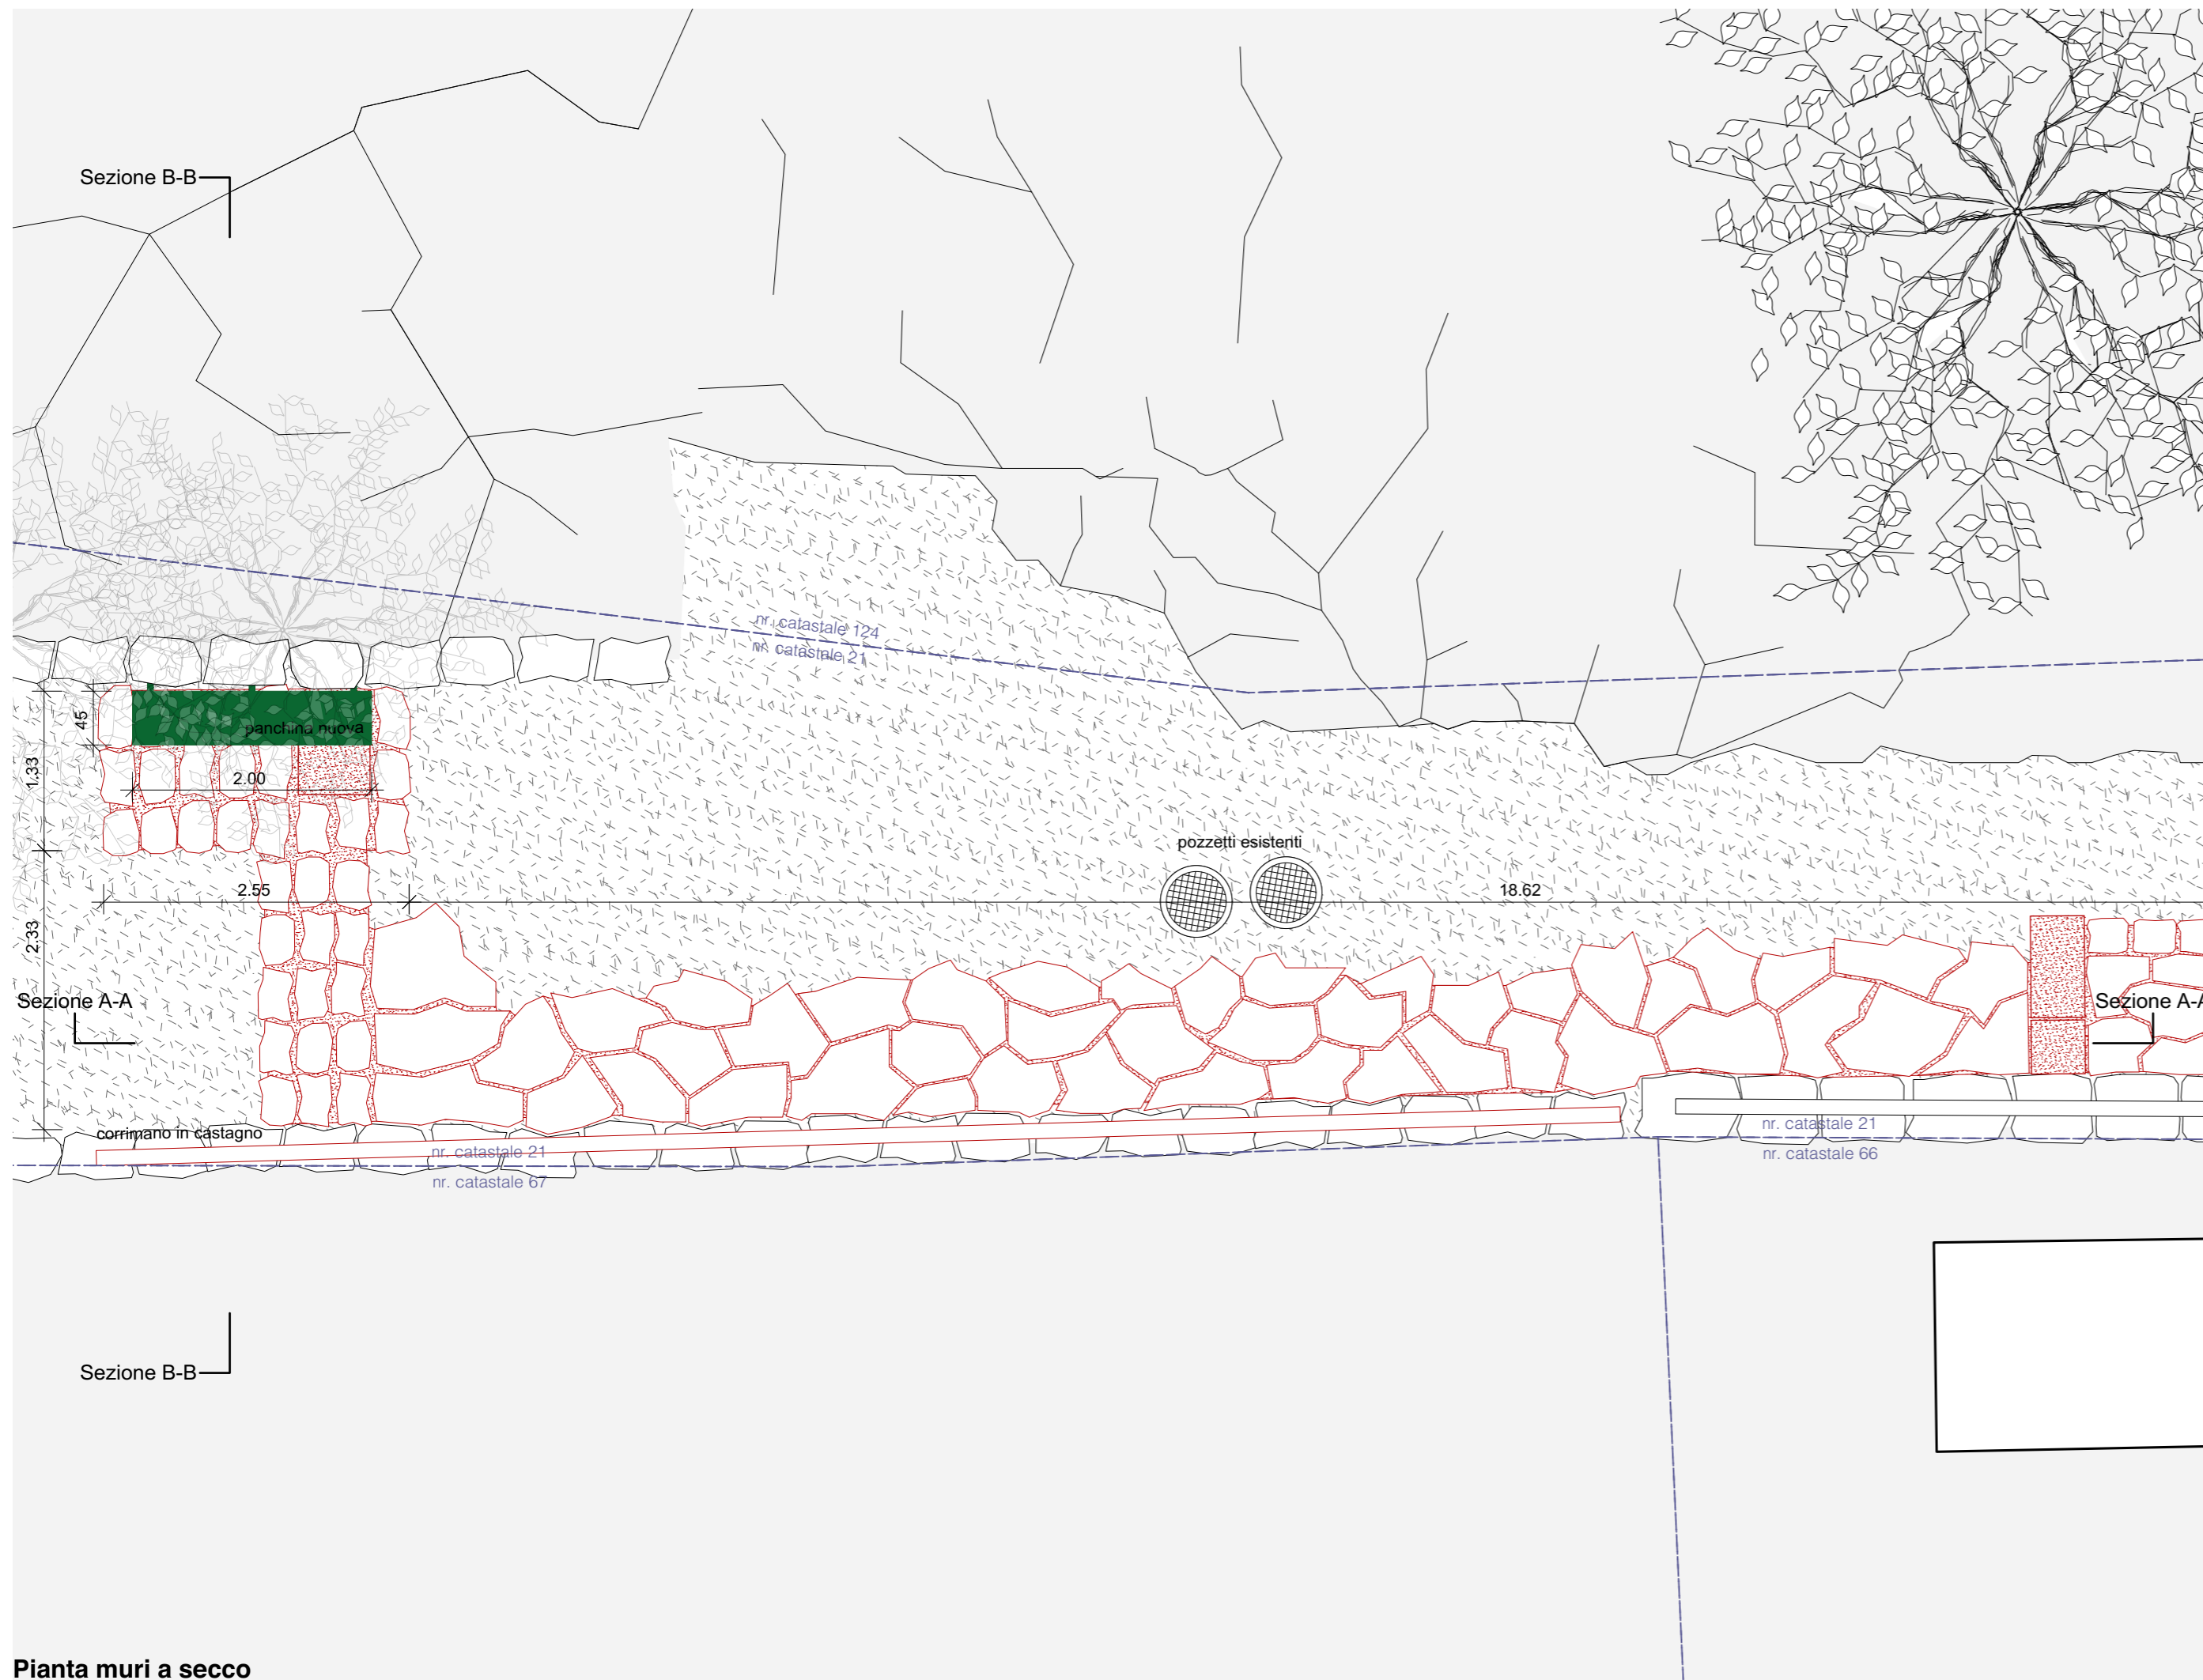 Sezione B-B
nr. catastale 124
nr. catastale 21
45
panchina nuova
1.33
2.00
pozzetti esistenti
2.55
18.62
2.33
Sezione A-A
Sezione A-A
corrimano in castagno
nr. catastale 21
nr. catastale 67
nr. catastale 21
nr. catastale 66
Sezione B-B
Pianta muri a secco